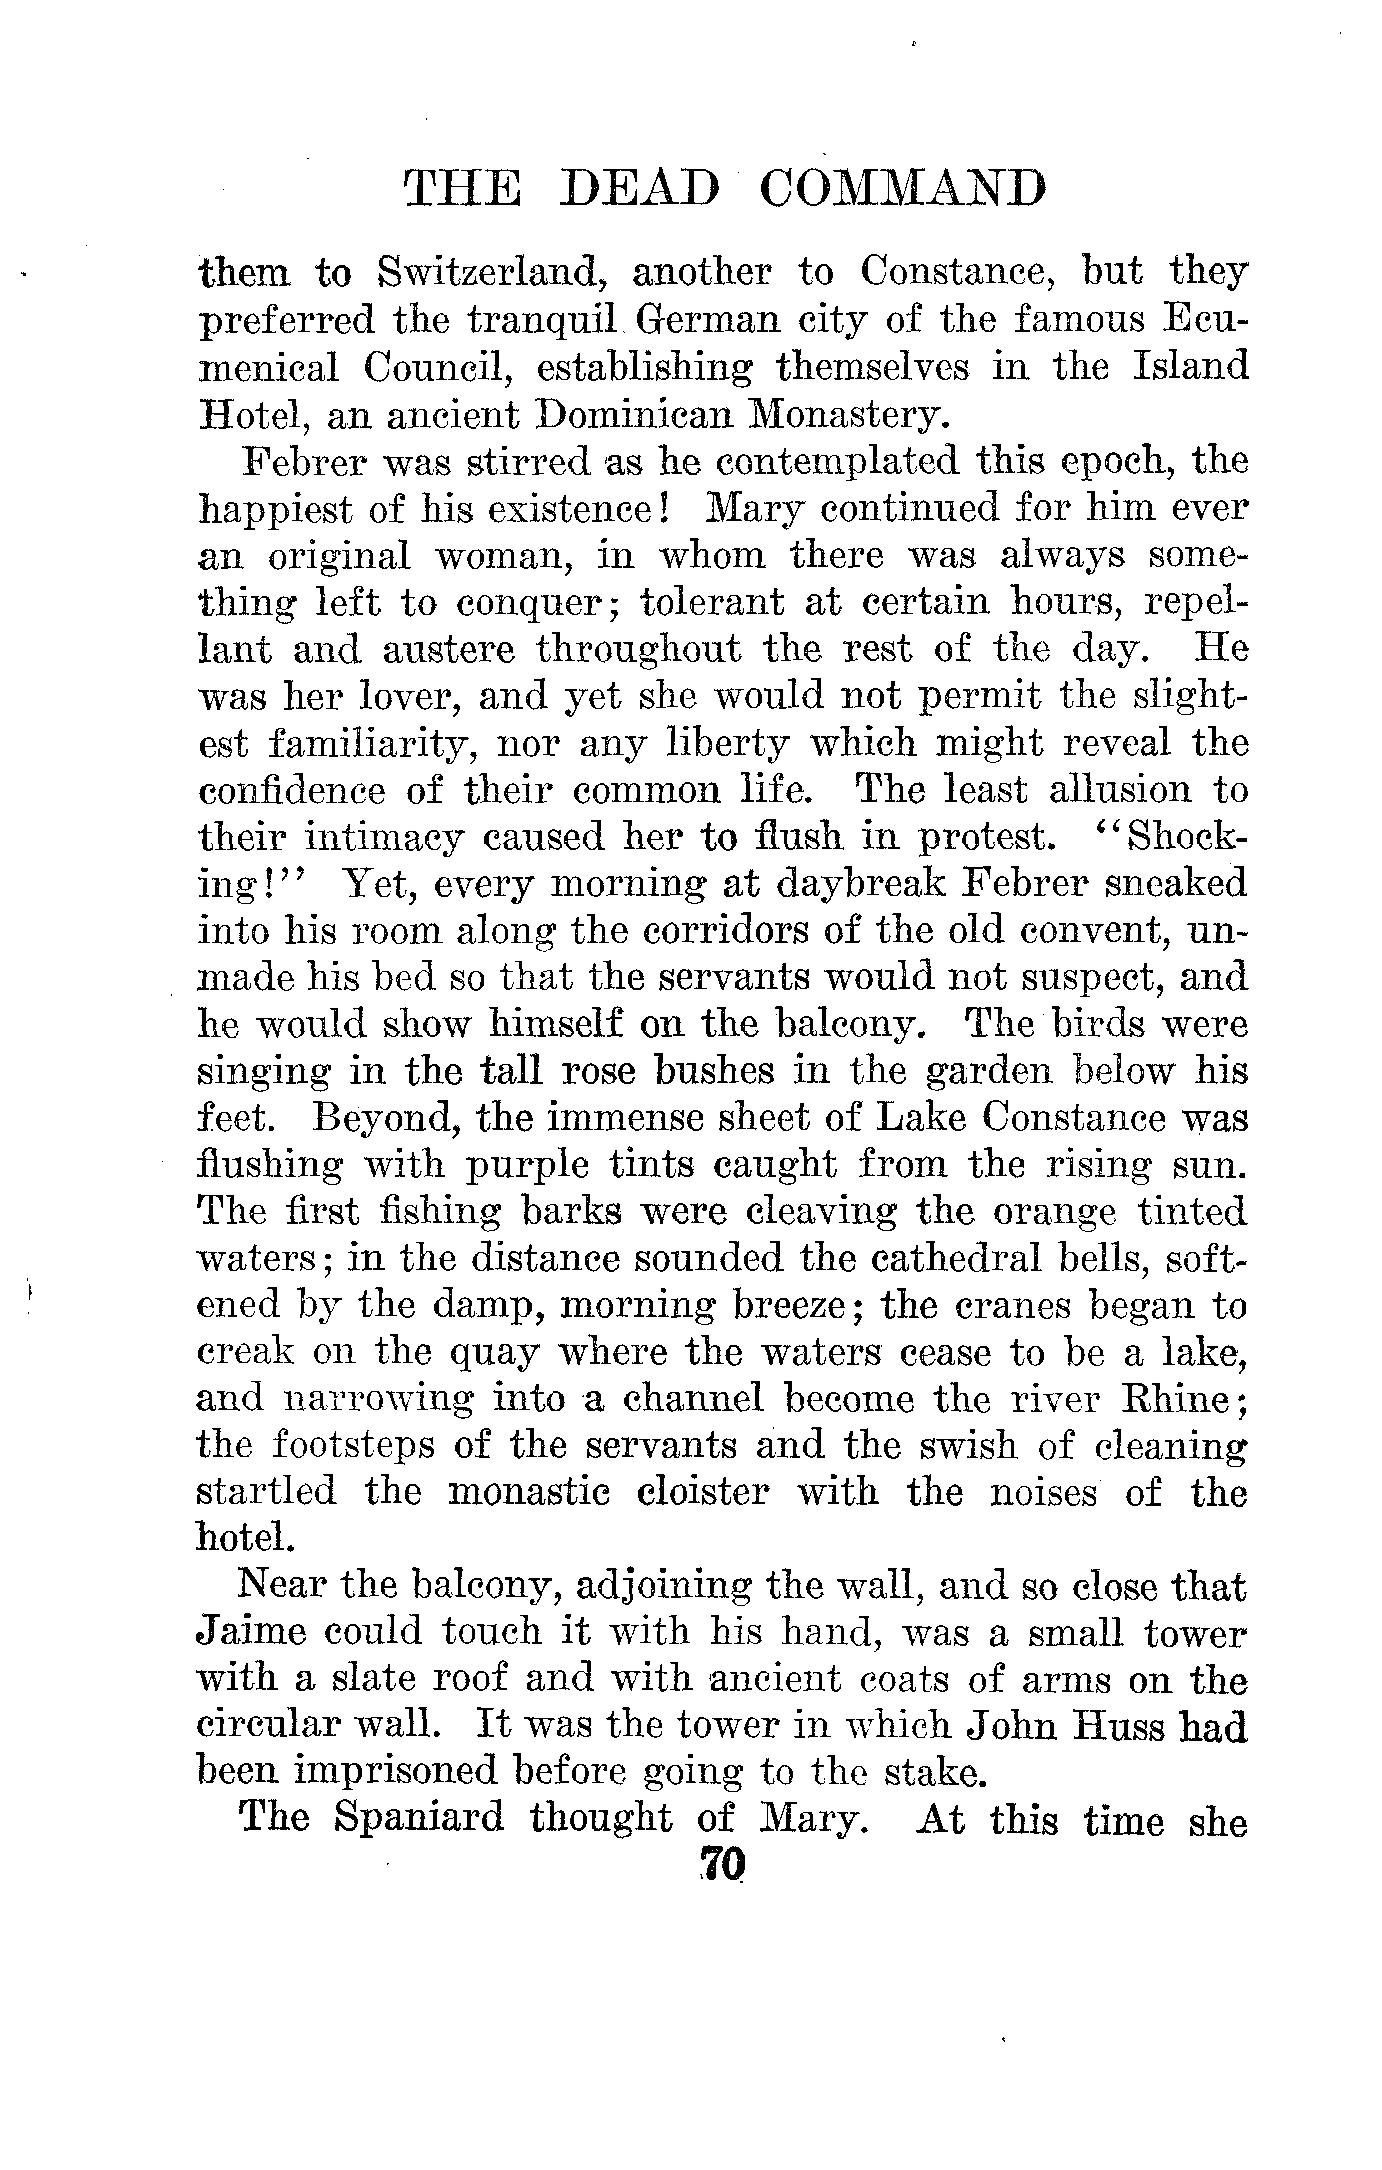 THE DEAD COMMAND
them to Switzerland, another to Constance, but they
preferred the tranquil German city of the famous Ecu-
menical Council, establishing themselves in the Island
Hotel, an ancient Dominican Monastery.
Febrer was stirred as he contemplated this epoch, the
happiest of his existence! Mary continued for him ever
an original woman, in whom there was always some-
thing left to conquer; tolerant at certain hours, repel-
lant and austere throughout the rest of the day. He
was her lover, and yet she would not permit the slight-
est familiarity, nor any liberty which might reveal the
confidence of their common life. The least allusion to
their intimacy caused her to flush in protest. "Shock-
ing!" Yet, every morning at daybreak Febrer sneaked
into his room along the corridors of the old convent, un-
made his bed so that the servants would not suspect, and
he would show himself on the balcony. The birds were
singing in the tall rose bushes in the garden below his
feet. Beyond, the immense sheet of Lake Constance was
flushing with purple tints caught from the rising sun.
The first fishing barks were cleaving the orange tinted
waters; in the distance sounded the cathedral bells, soft-
ened by the damp, morning breeze; the cranes began to
creak on the quay where the waters cease to be a lake,
and narrowing into a channel become the river Rhine;
the footsteps of the servants and the swish of cleaning
startled the monastic cloister with the noises of the
hotel.
Near the balcony, adjoining the wall, and so close that
Jaime could touch it with his hand, was a small tower
with a slate roof and with ancient coats of arms on the
circular wall. It was the tower in which John Huss had
been imprisoned before going to the stake.
The Spaniard thought of Mary. At this time she
70